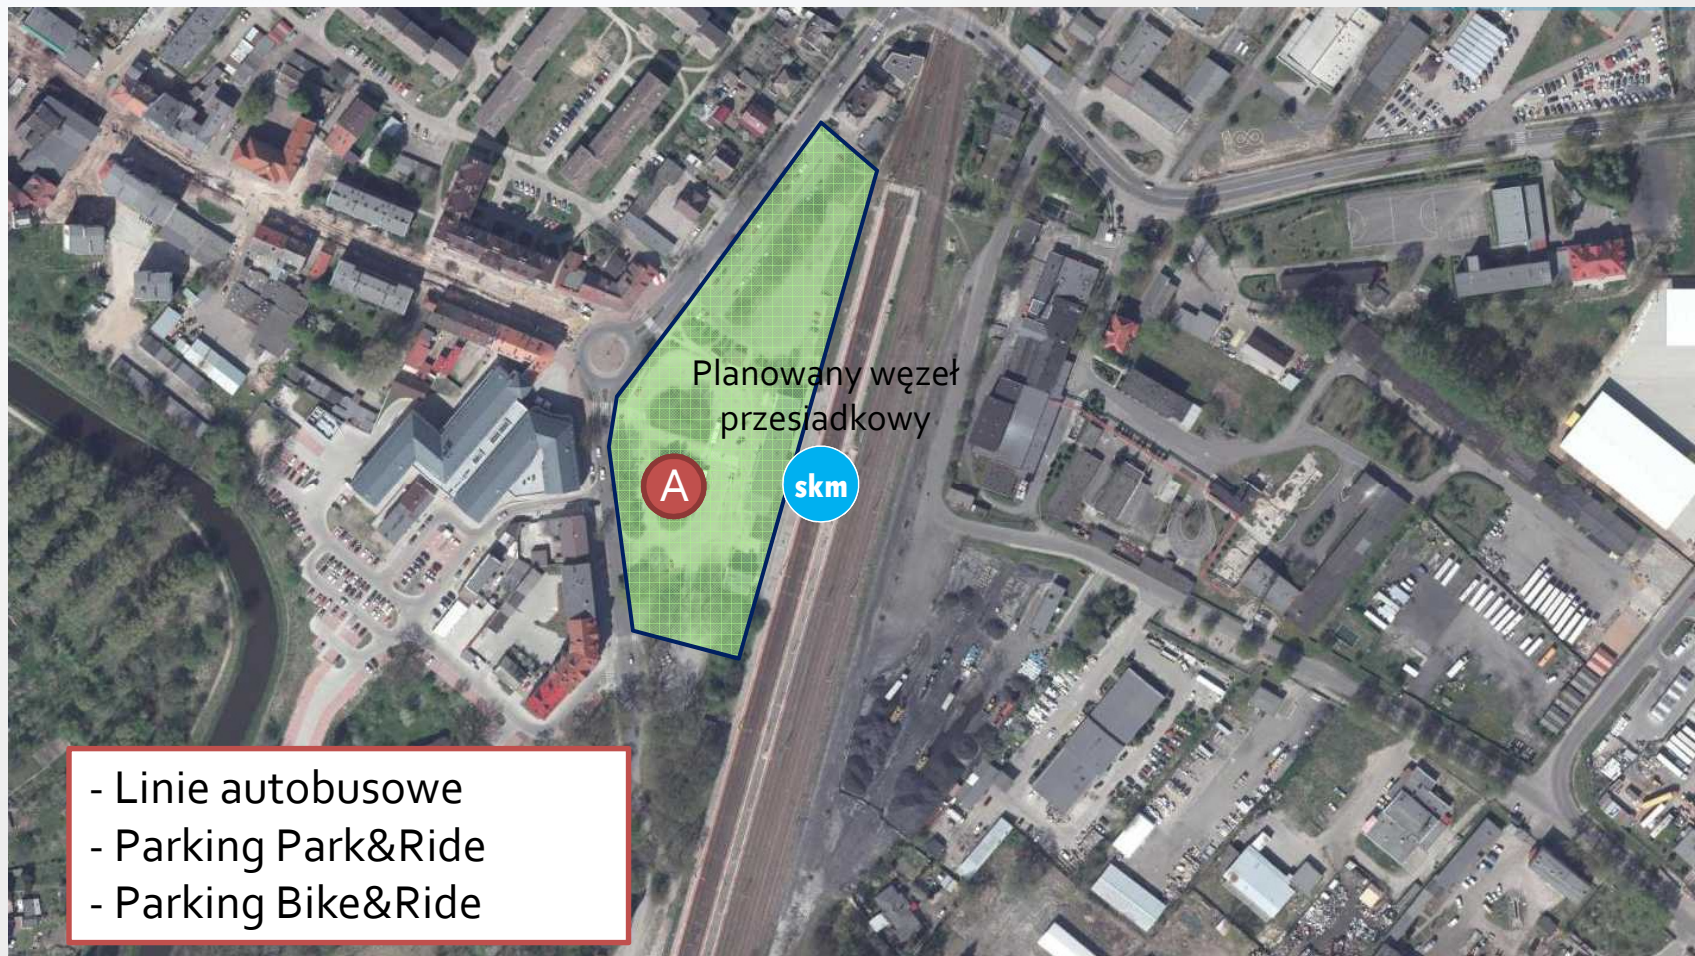 Planowany węzeł
przesiadkowy
A
skm
- Linie autobusowe
- Parking Park&Ride
- Parking Bike&Ride